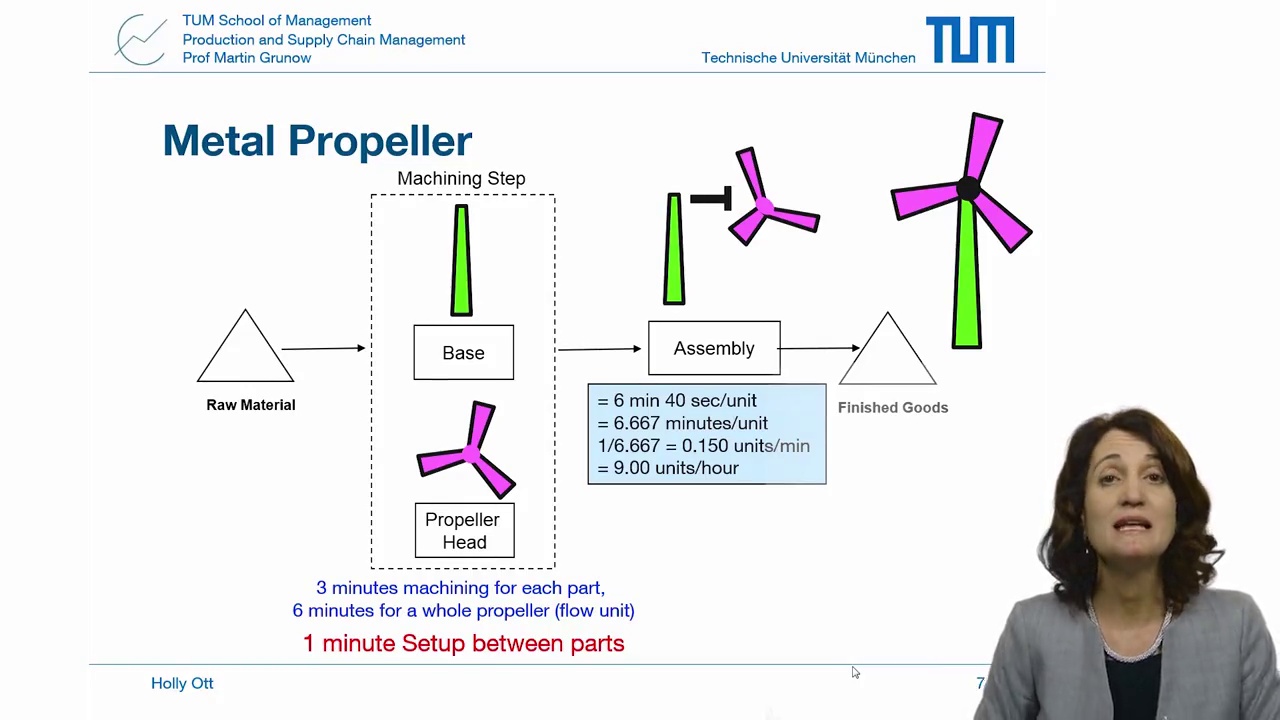 TUM School of Management
Production and Supply Chain Management
Prof Martin Grunow
Technische Universität München
TUM
Metal Propeller
Machining Step
Base
Assembly
Raw Material
Finished Goods
= 6 min 40 sec/unit
= 6.667 minutes/unit
1/6.667 = 0.150 units/min
= 9.00 units/hour
Propeller
Head
3 minutes machining for each part,
6 minutes for a whole propeller (flow unit)
1 minute Setup between parts
Holly Ott